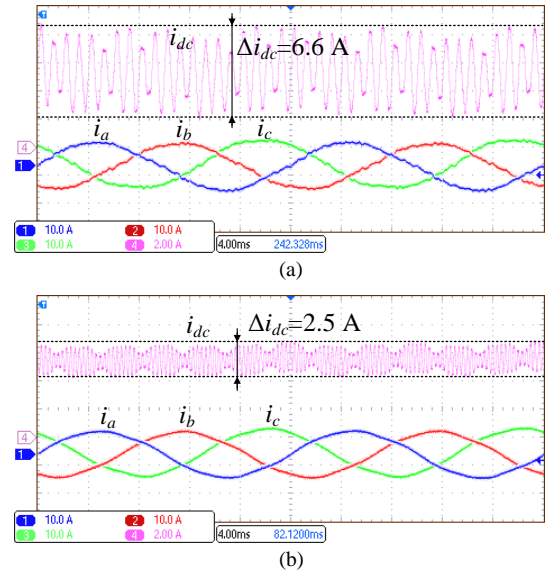 T
i_dc
Δi_dc=6.6 A
i_a i_b i_c
4
1
1 10.0 A 2 10.0 A
3 10.0 A 4 2.00 A
4.00ms 242.328ms
(a)
T
i_dc Δi_dc=2.5 A
i_a i_b i_c
4
1
1 10.0 A 2 10.0 A
3 10.0 A 4 2.00 A
4.00ms 82.1200ms
(b)